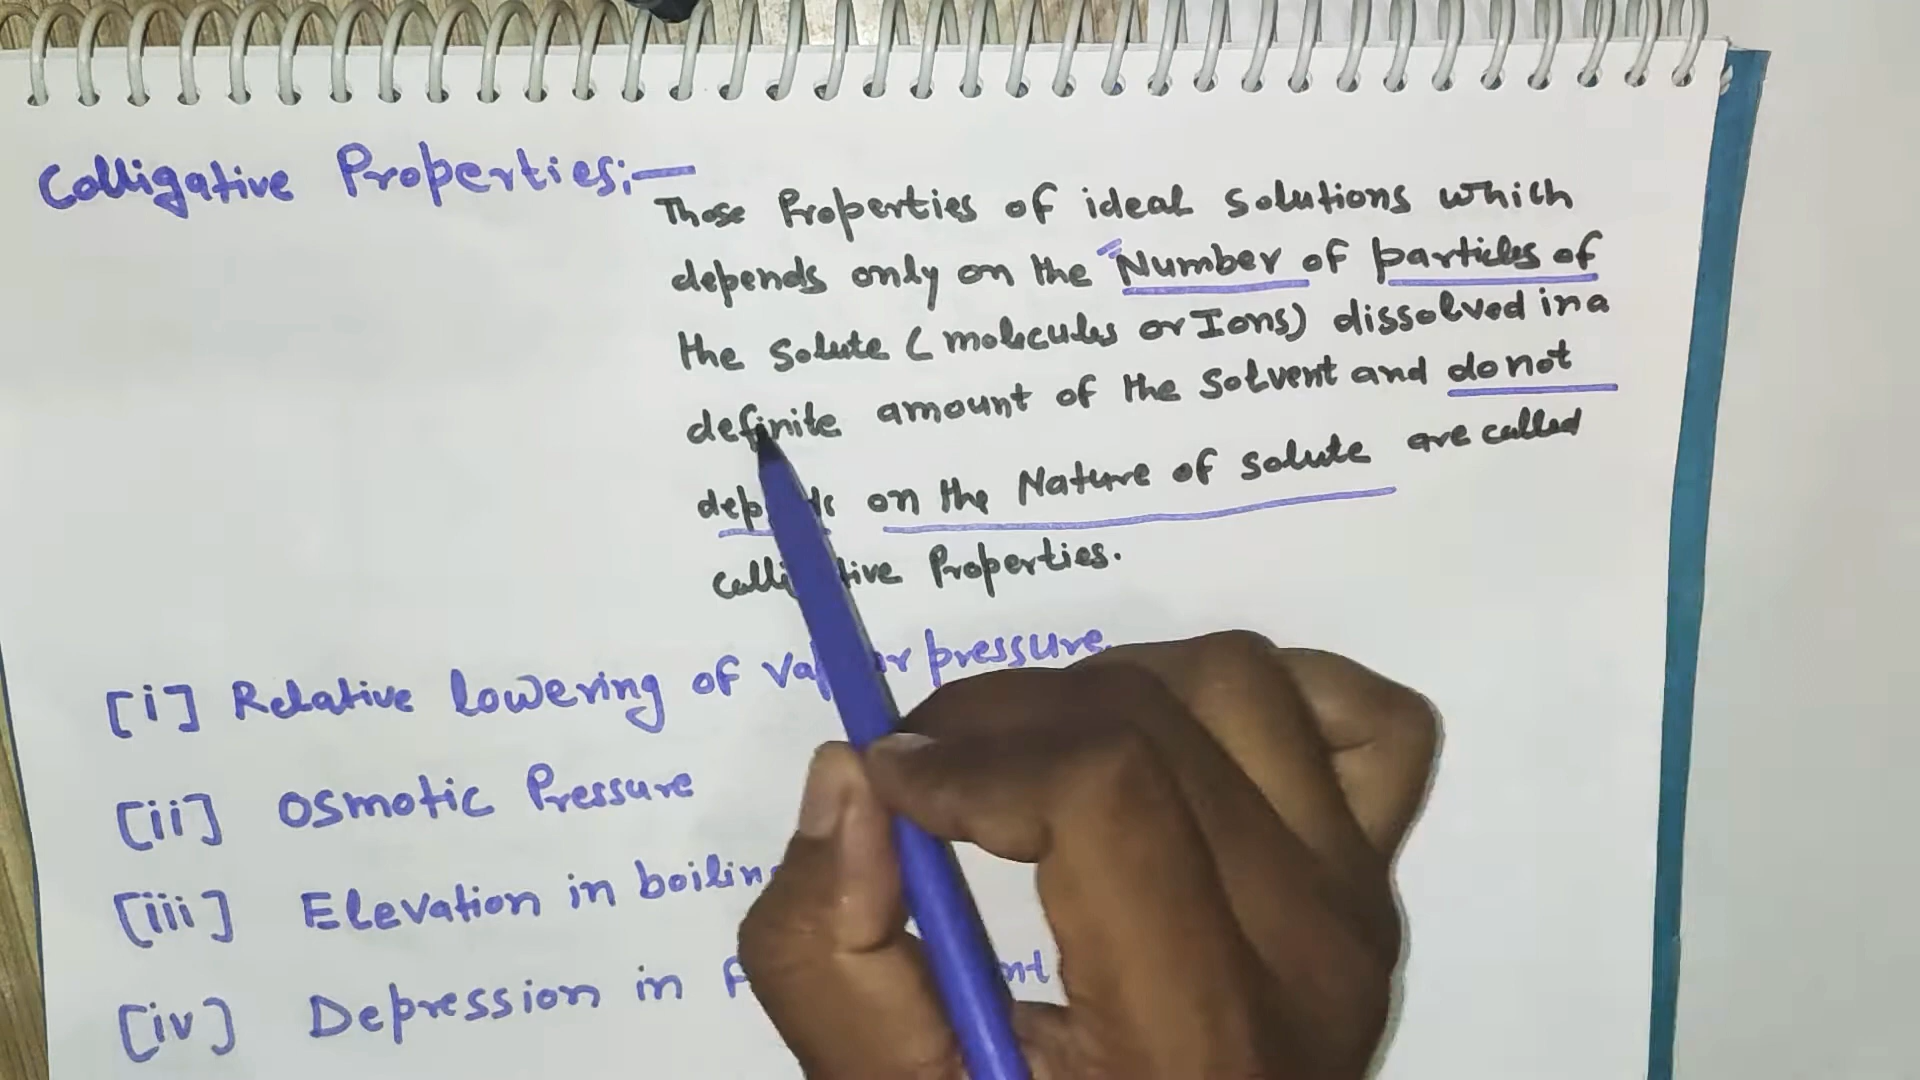 Colligative Properties:—
Those Properties of ideal solutions which
depends only on the Number of particles of
the solute (molecules or Ions) dissolved in a
definite amount of the solvent and do not
on the Nature of solute are called
Properties.
[i] Relative lowering of pressure
[ii] Osmotic Pressure
[iii] Elevation in
[iv] Depression in